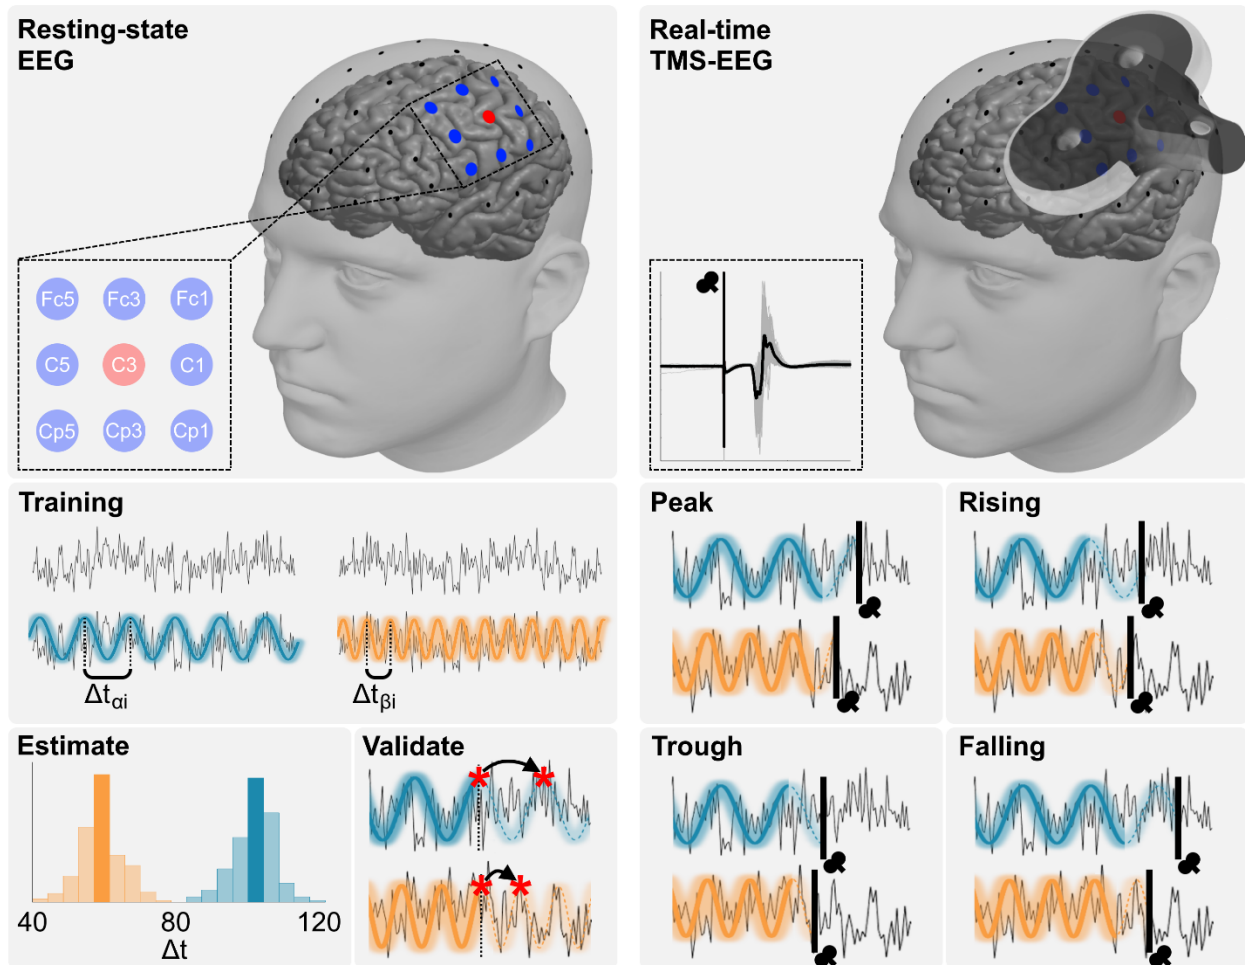 Resting-state
EEG
Fc5 Fc3 Fc1
C5 C3 C1
Cp5 Cp3 Cp1
Real-time
TMS-EEG
Training
Δtαi
Δtβi
Estimate
40 80 120
Δt
Validate
* *
* *
Peak
Rising
Trough
Falling